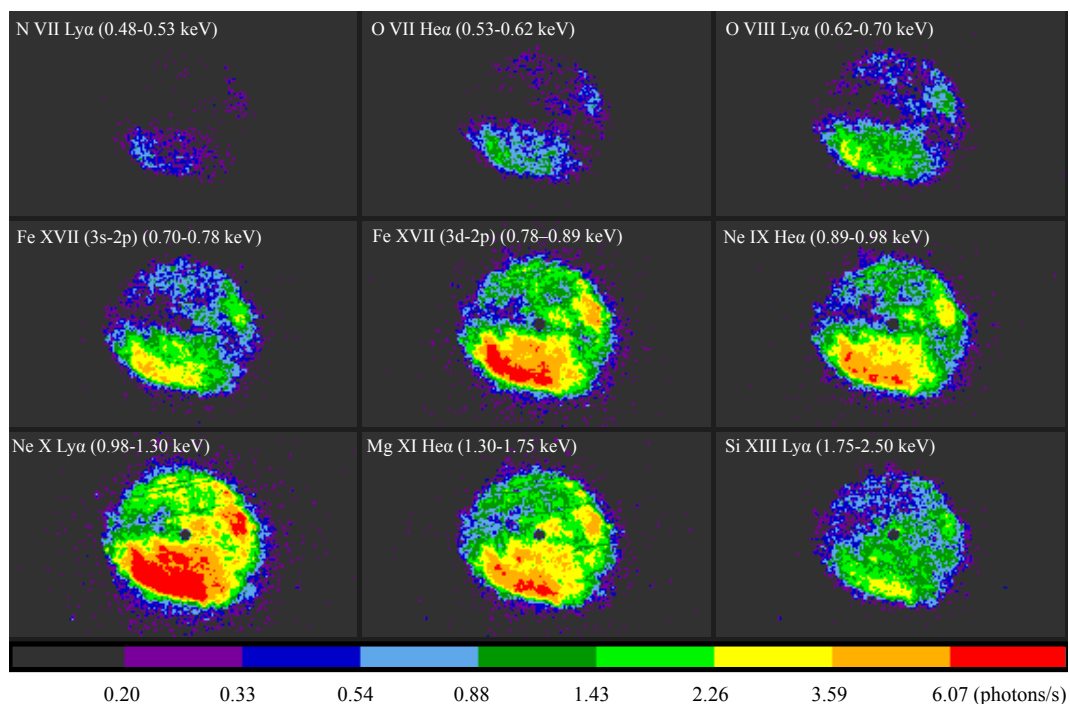 N VII Lyα (0.48-0.53 keV)
O VII Heα (0.53-0.62 keV)
O VIII Lyα (0.62-0.70 keV)
Fe XVII (3s-2p) (0.70-0.78 keV)
Fe XVII (3d-2p) (0.78–0.89 keV)
Ne IX Heα (0.89-0.98 keV)
Ne X Lyα (0.98-1.30 keV)
Mg XI Heα (1.30-1.75 keV)
Si XIII Lyα (1.75-2.50 keV)
0.20 0.33 0.54 0.88 1.43 2.26 3.59 6.07 (photons/s)